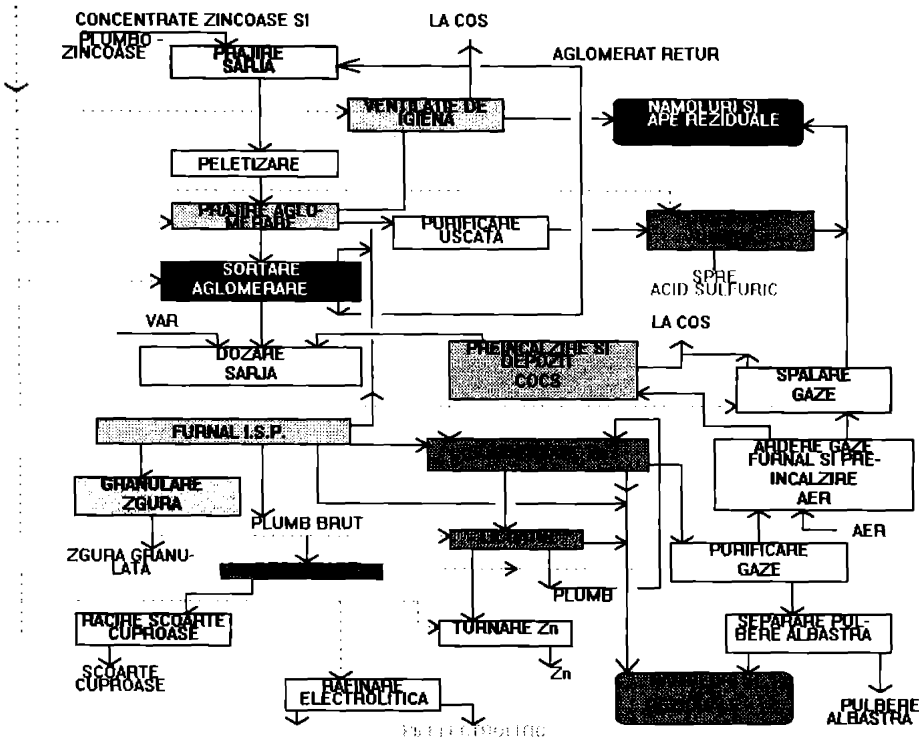 CONCENTRATE ZINCOASE SI
PLUMBO -
ZINCOASE
LA COS
AGLOMERAT RETUR
PRAJIRE
SARJA
VENTILATIE DE
IGIENA
NAMOLURI SI
APE REZIDUALE
PELETIZARE
PRAJIRE AGLO-
MERARE
PURIFICARE
USCATA
SORTARE
AGLOMERARE
SPRE
ACID SULFURIC
VAR
LA COS
DOZARE
SARJA
PREINCALZIRE SI
DEPOZIT
COCS
SPALARE
GAZE
FURNAL I.S.P.
ARDERE GAZE
FURNAL SI PRE-
INCALZIRE
AER
GRANULARE
ZGURA
PLUMB BRUT
AER
ZGURA GRANU-
LATA
PURIFICARE
GAZE
PLUMB
RACIRE SCOARTE
CUPROASE
TURNARE Zn
SEPARARE PUL-
BERE ALBASTRA
SCOARTE
CUPROASE
Zn
RAFINARE
ELECTROLITICA
PULBERE
ALBASTRA